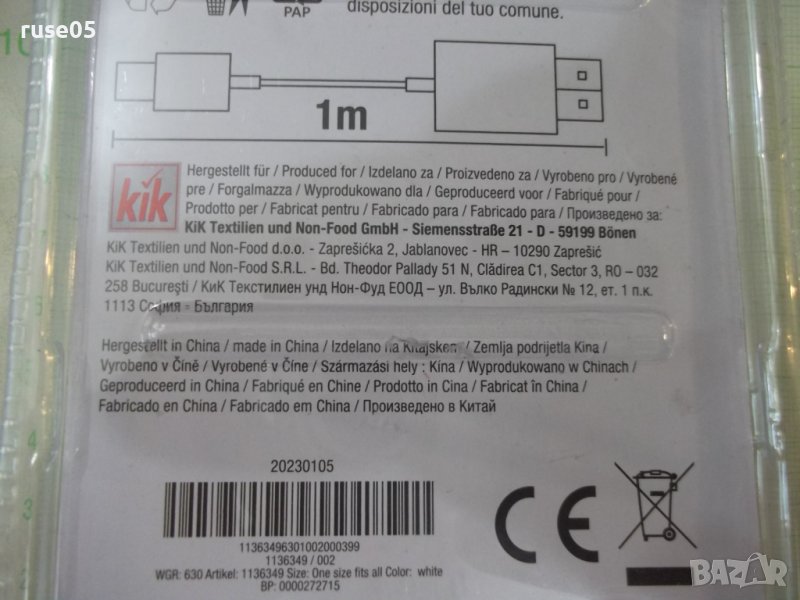 ruse05
PAP
disposizioni del tuo comune.
1m
kik
Hergestellt für / Produced for / Izdelano za / Proizvedeno za / Vyrobeno pro / Vyrobené
pre / Forgalmazza / Wyprodukowano dla / Geproduceerd voor / Fabriqué pour /
Prodotto per / Fabricat pentru / Fabricado para / Fabricado para / Произведено за:
KiK Textilien und Non-Food GmbH - Siemensstraße 21 - D - 59199 Bönen
KiK Textilien und Non-Food d.o.o. - Zaprešićka 2, Jablanovec - HR – 10290 Zaprešić
KiK Textilien und Non-Food S.R.L. - Bd. Theodor Pallady 51 N, Clădirea C1, Sector 3, RO – 032
258 Bucureşti / КиК Текстилиен унд Нон-Фуд ЕООД – ул. Вълко Радински № 12, ет. 1 п.к.
1113 София - България
Hergestellt in China / made in China / Izdelano na Kitajskem / Zemlja podrijetla Kina /
Vyrobeno v Číně / Vyrobené v Číne / Származási hely : Kína / Wyprodukowano w Chinach /
Geproduceerd in China / Fabriqué en Chine / Prodotto in Cina / Fabricat în China /
Fabricado en China / Fabricado em China / Произведено в Китай
20230105
11363496301002000399
1136349 / 002
WGR: 630 Artikel: 1136349 Size: One size fits all Color: white
BP: 0000272715
CE
BAZAR
.bg